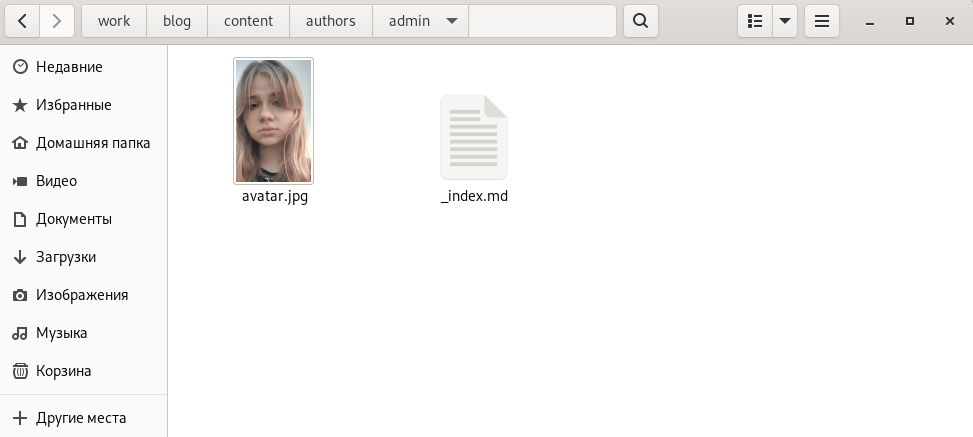 work blog content authors admin
Недавние
Избранные
Домашняя папка
Видео
Документы
Загрузки
Изображения
Музыка
Корзина
Другие места
avatar.jpg _index.md